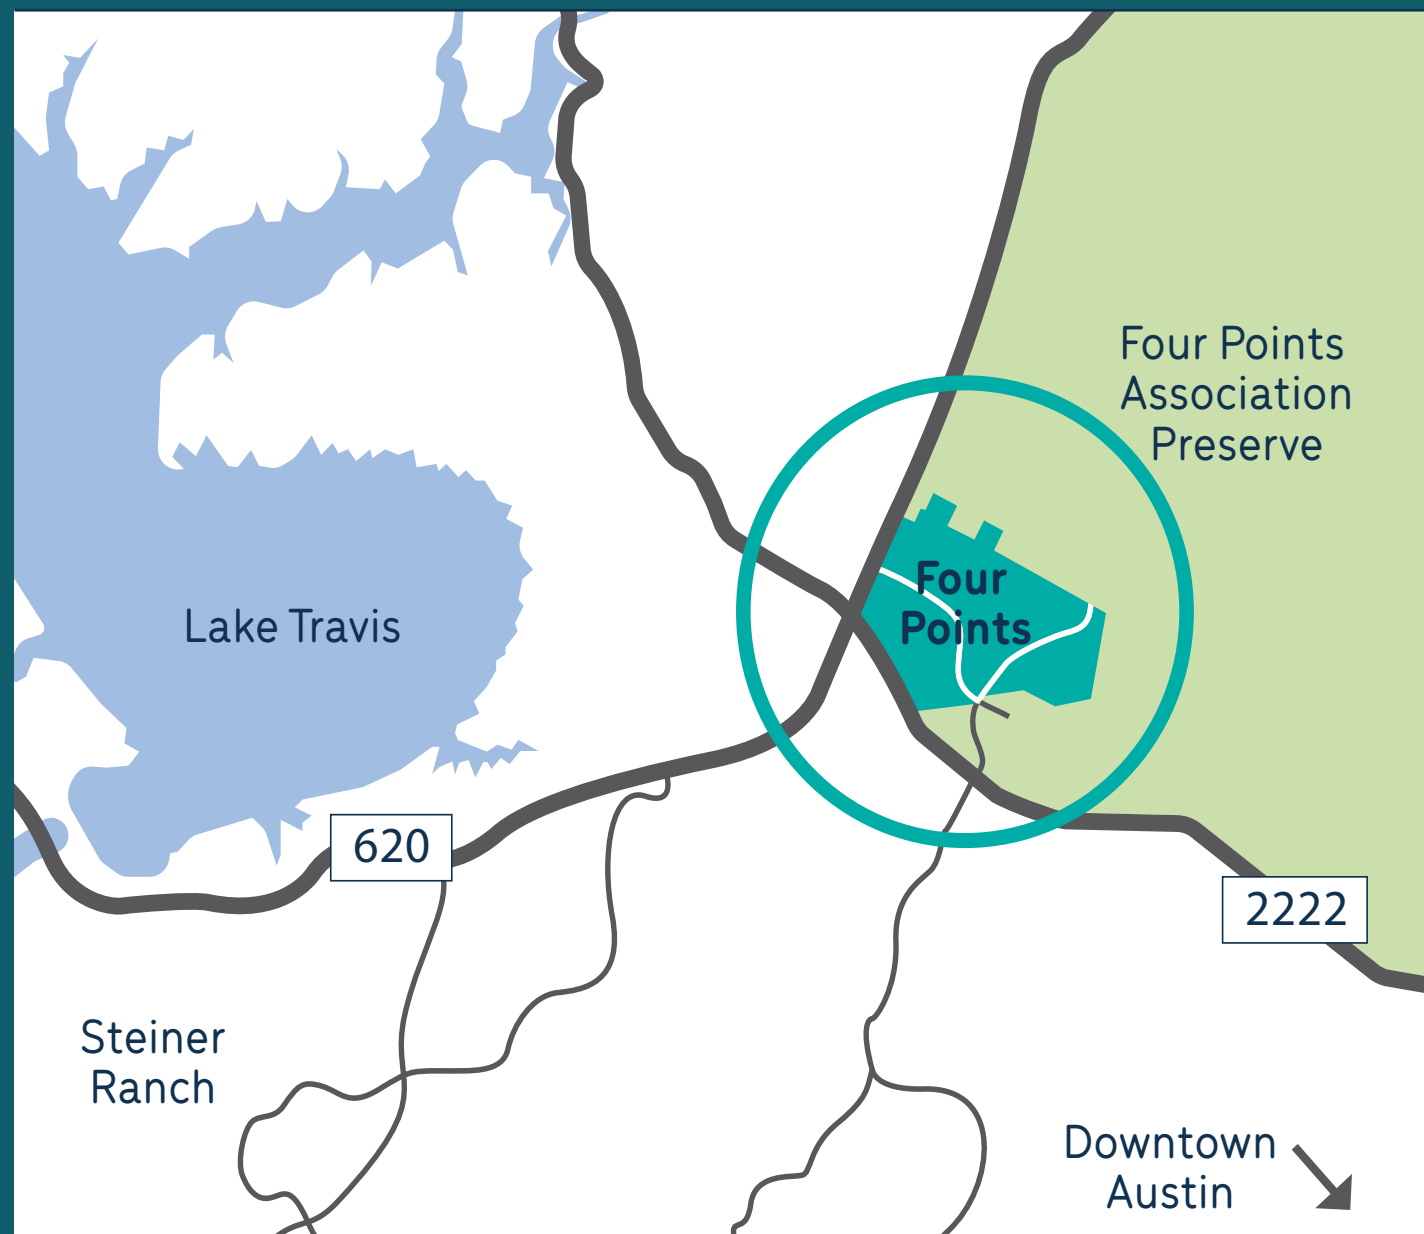 Four Points
Association
Preserve
Four
Points
Lake Travis
620
2222
Steiner
Ranch
Downtown
Austin